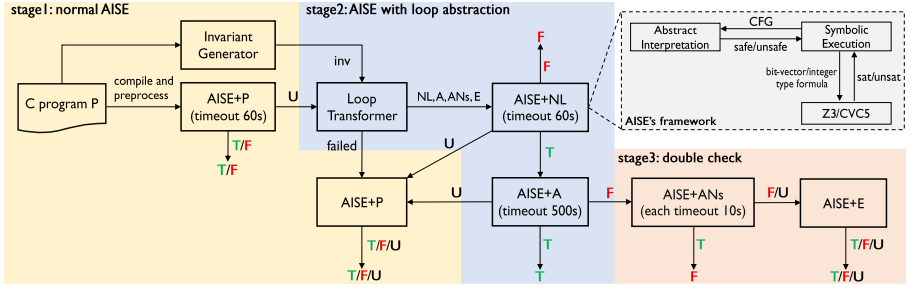 stage1: normal AISE
stage2: AISE with loop abstraction
Invariant
Generator
inv
C program P
compile and
preprocess
AISE+P
(timeout 60s)
U
T/F
T/F
Loop
Transformer
failed
NL, A, ANs, E
AISE+NL
(timeout 60s)
F
F
U
T
AISE+P
T/F/U
T/F/U
U
AISE+A
(timeout 500s)
T
T
F
stage3: double check
AISE+ANs
(each timeout 10s)
T
F
F/U
AISE+E
T/F/U
T/F/U
Abstract
Interpretation
CFG
safe/unsafe
Symbolic
Execution
bit-vector/integer
type formula
sat/unsat
Z3/CVC5
AISE's framework